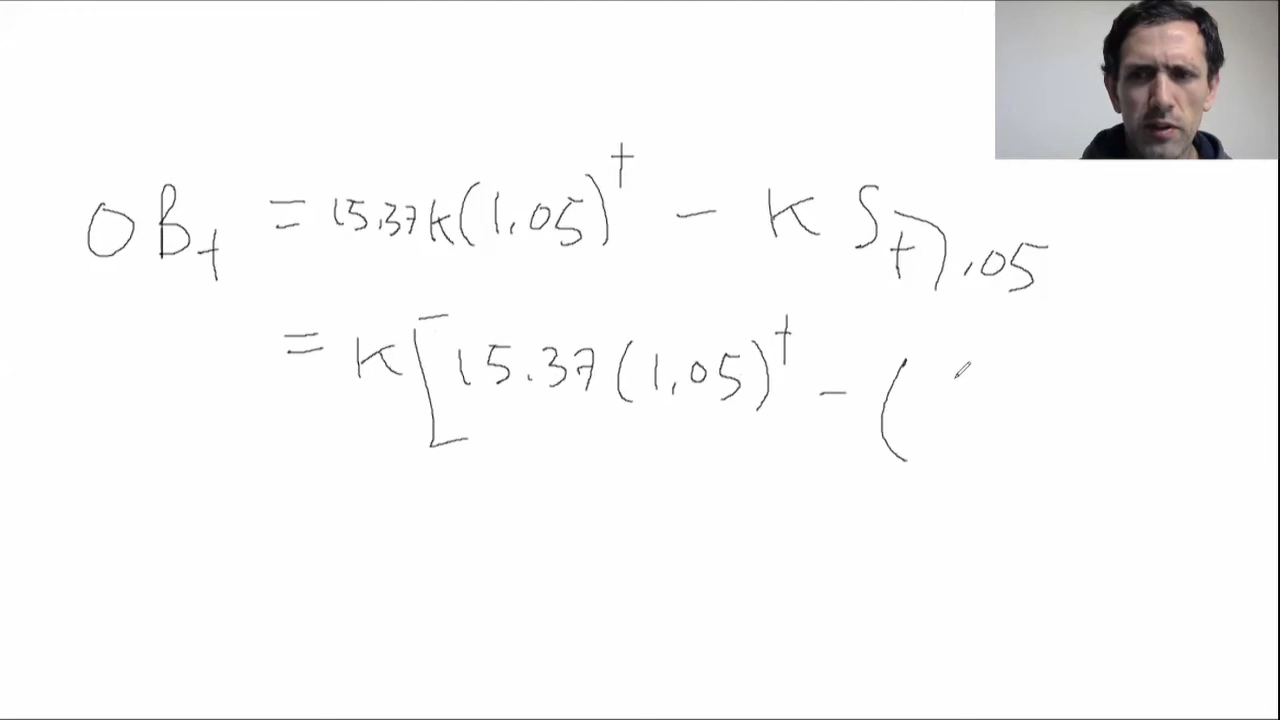 OB_t = 15.37K(1.05)^t - K S_t⌝.05
= K[15.37(1.05)^t - (